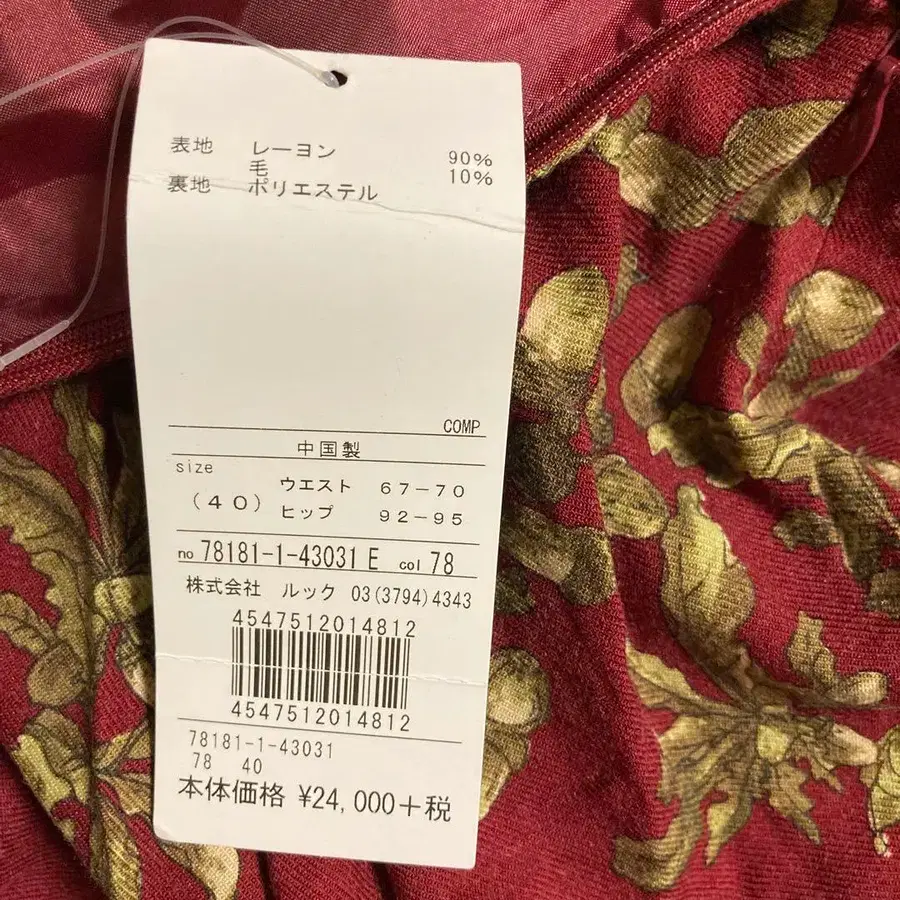 表地 レーヨン 90%
毛 10%
裏地 ポリエステル
COMP
中国製
size
ウエスト 67-70
(40)
ヒップ 92-95
no 78181-1-43031 E col 78
株式会社 ルック 03(3794)4343
4547512014812
4547512014812
78181-1-43031
78 40
本体価格 ¥24,000+税